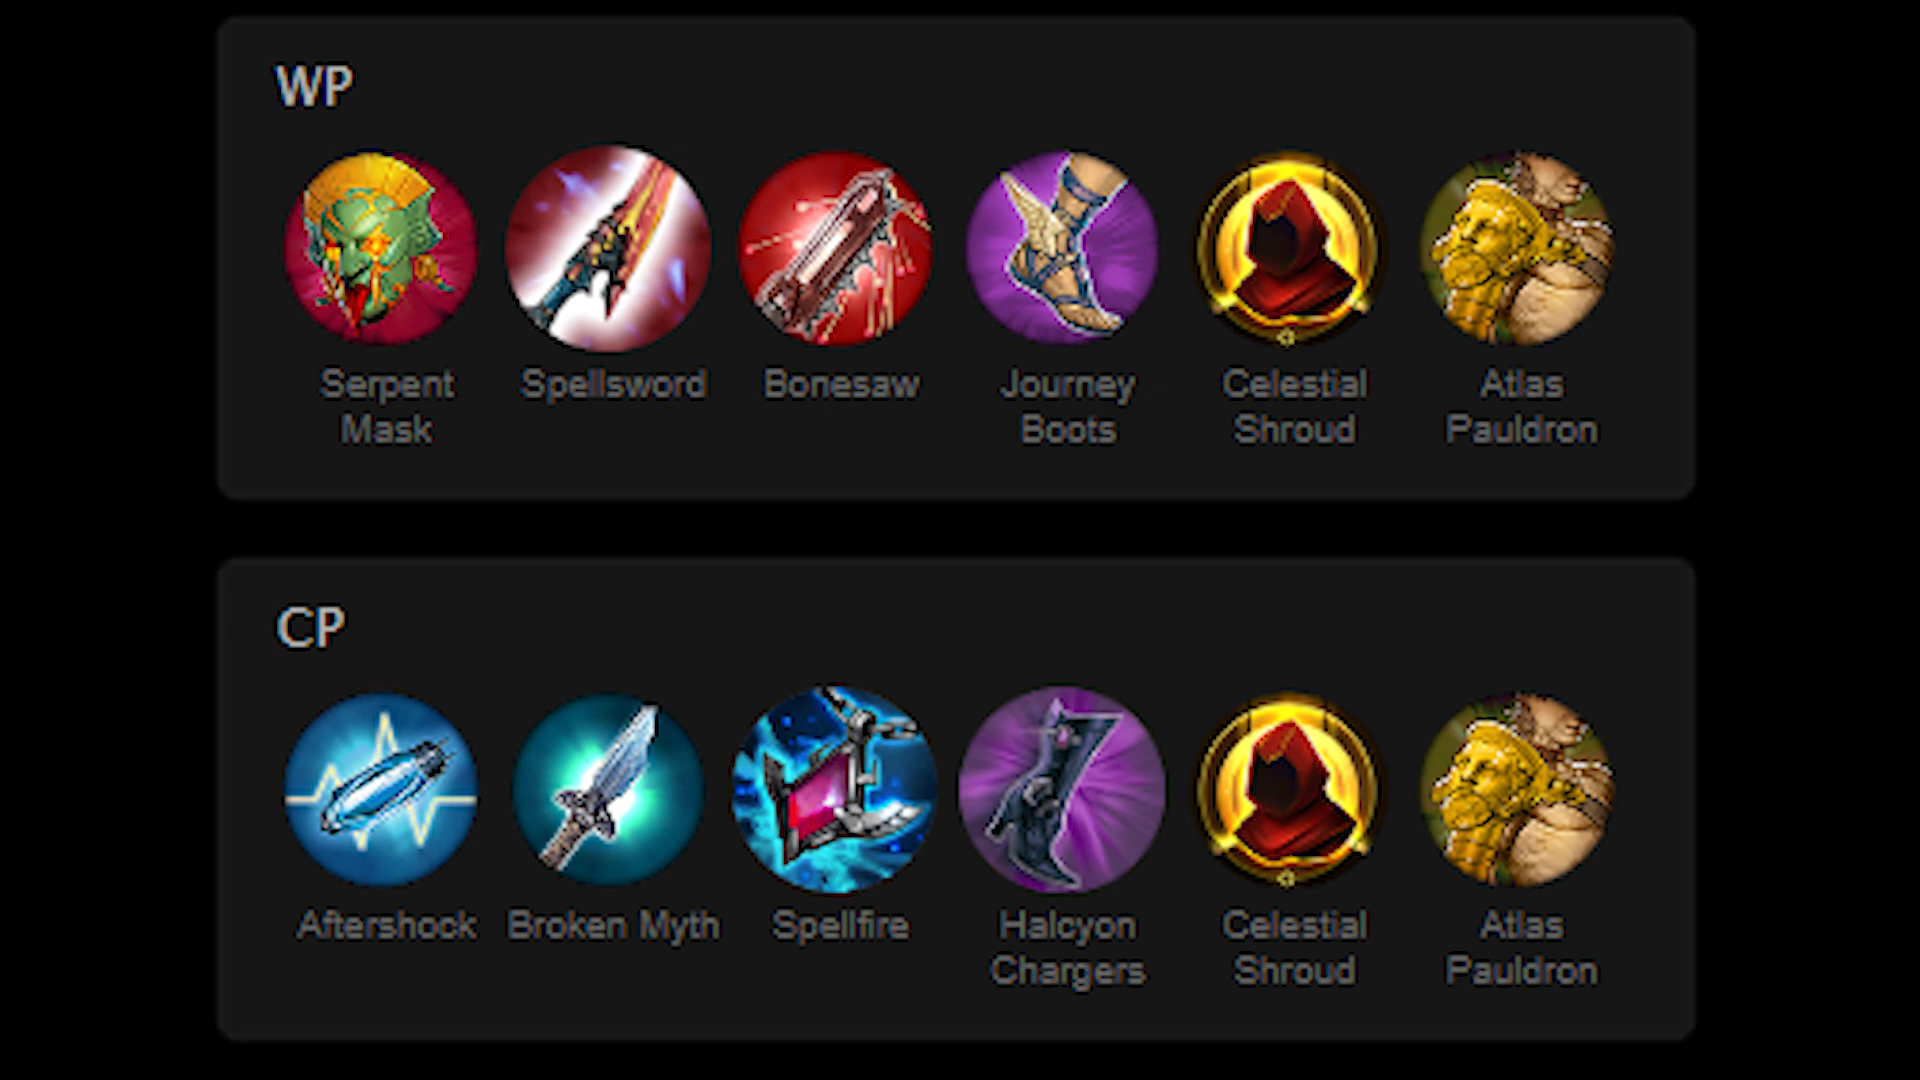 WP
Serpent Mask
Spellsword
Bonesaw
Journey Boots
Celestial Shroud
Atlas Pauldron
CP
Aftershock
Broken Myth
Spellfire
Halcyon Chargers
Celestial Shroud
Atlas Pauldron